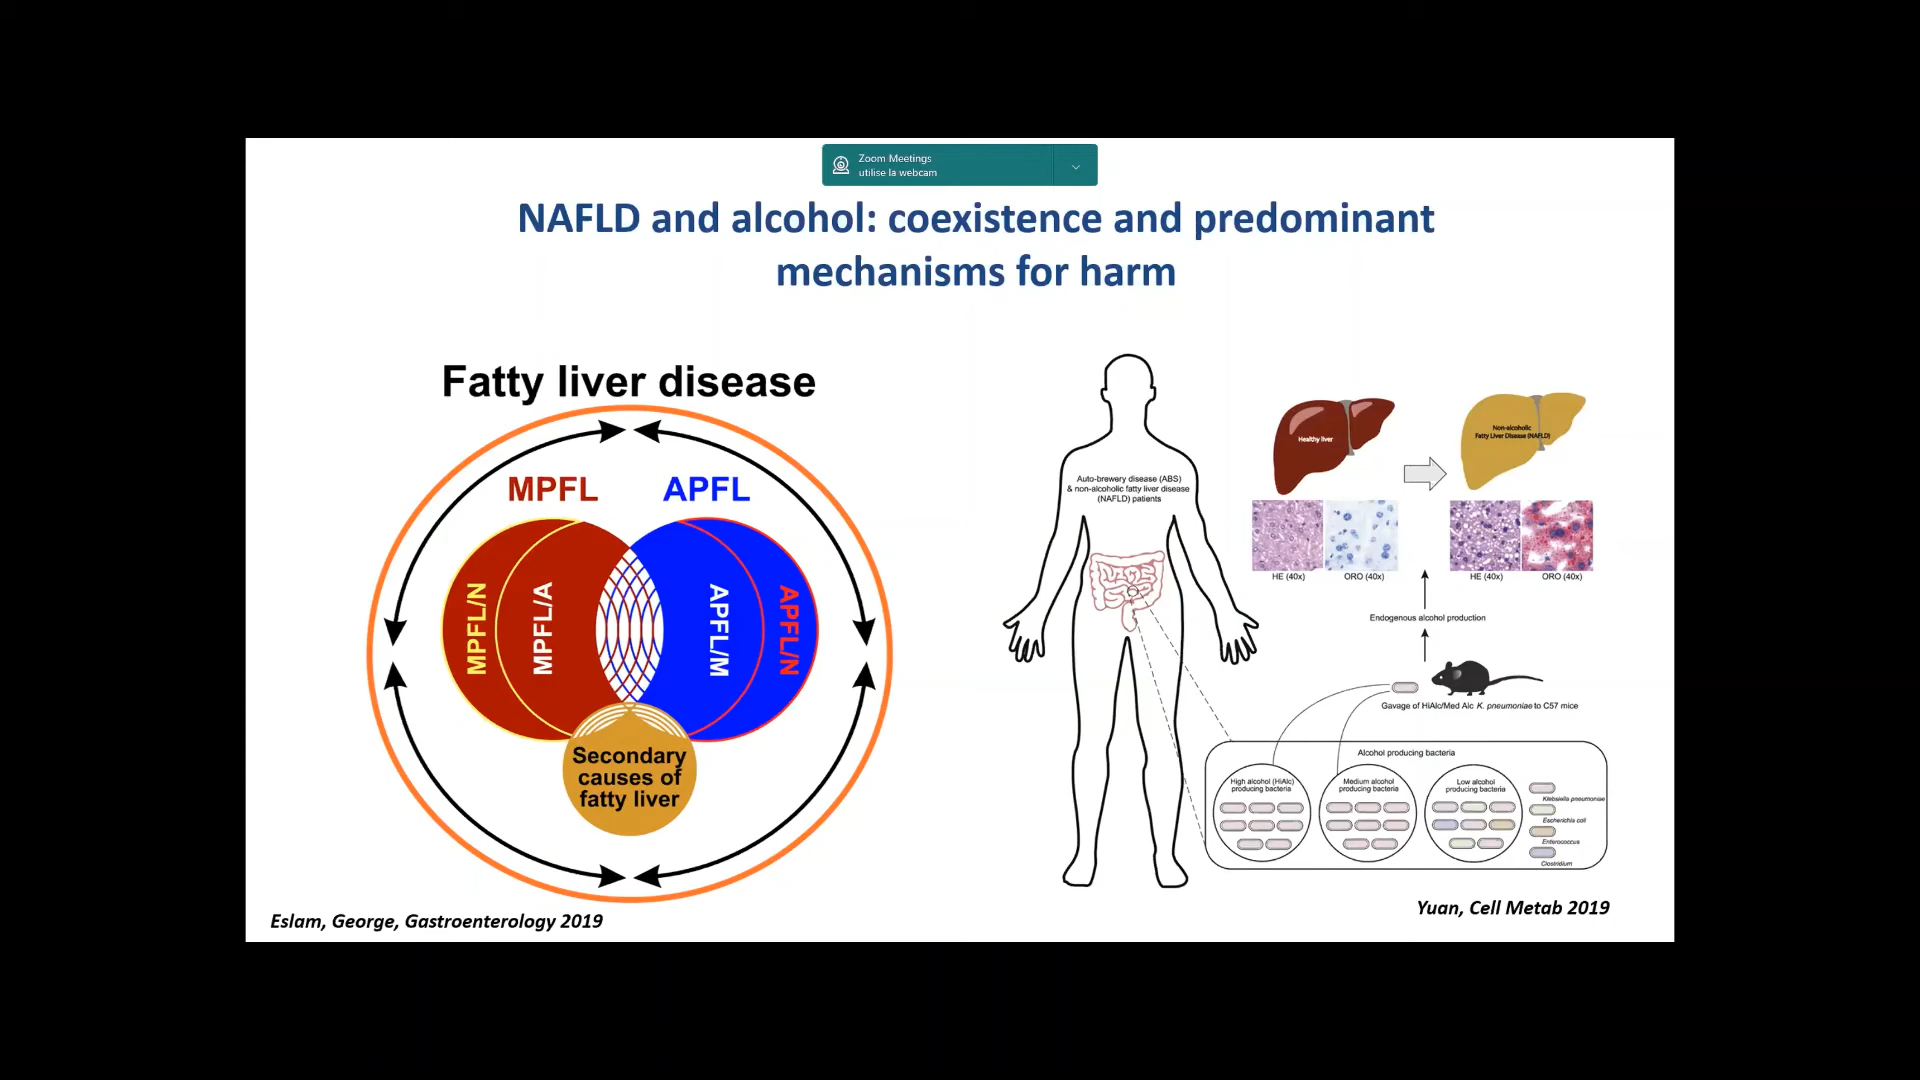 Zoom Meetings
utilise la webcam
NAFLD and alcohol: coexistence and predominant
mechanisms for harm
Fatty liver disease
MPFL
APFL
MPFL/N
MPFL/A
APFL/M
APFL/N
Secondary
causes of
fatty liver
Eslam, George, Gastroenterology 2019
Auto-brewery disease (ABS)
& non-alcoholic fatty liver disease
(NAFLD) patients
Healthy liver
Non-alcoholic
Fatty Liver Disease (NAFLD)
HE (40x)
ORO (40x)
HE (40x)
ORO (40x)
Endogenous alcohol production
Gavage of HiAlc/Med Alc K. pneumoniae to C57 mice
Alcohol producing bacteria
High alcohol (HiAlc)
producing bacteria
Medium alcohol
producing bacteria
Low alcohol
producing bacteria
Klebsiella pneumoniae
Escherichia coli
Enterococcus
Clostridium
Yuan, Cell Metab 2019